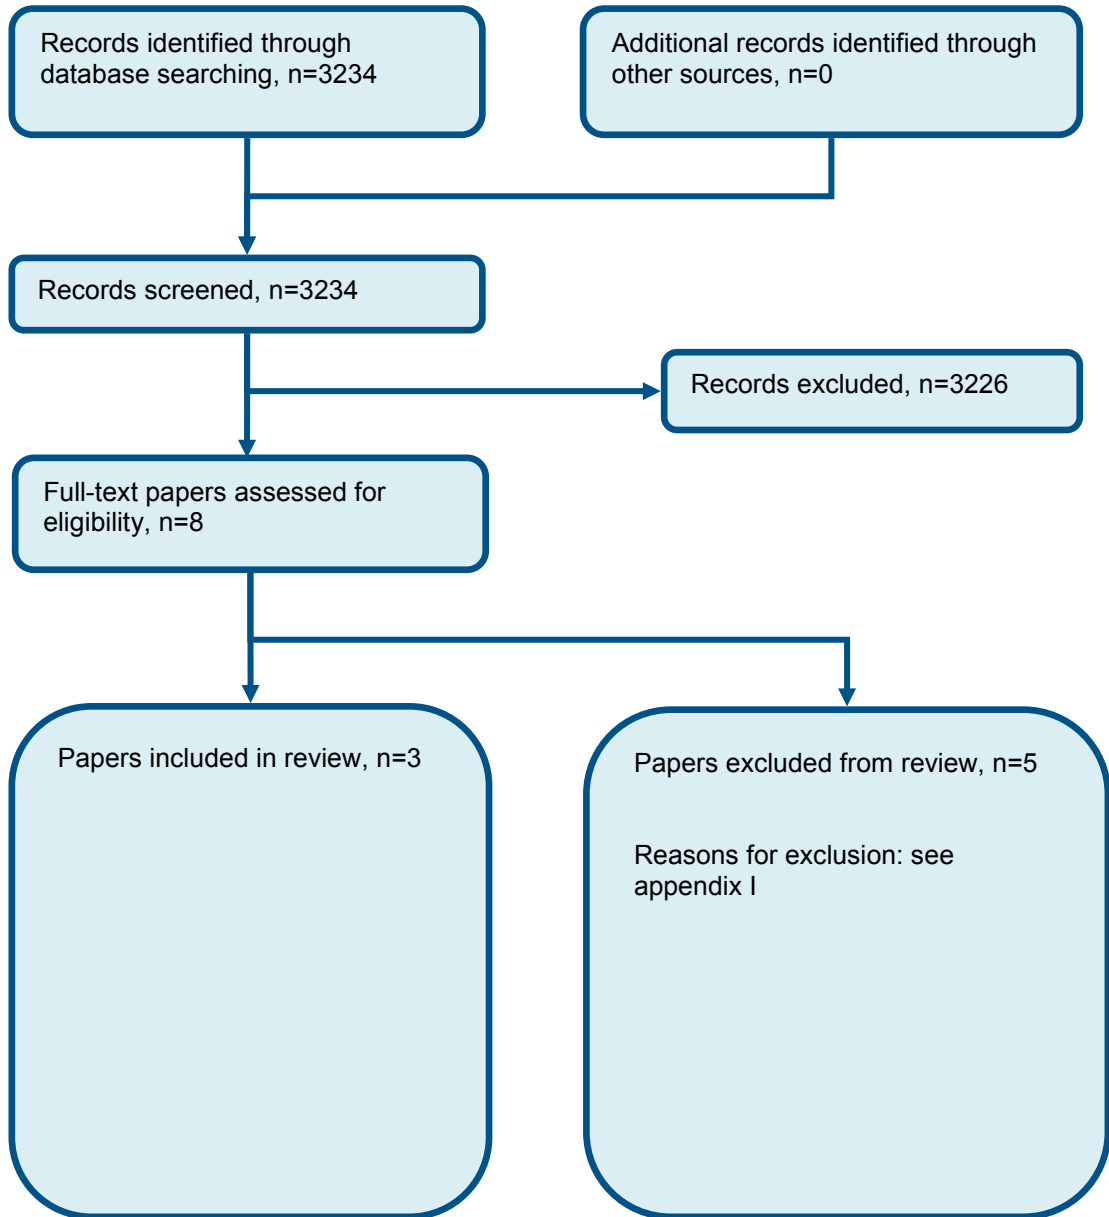 Records identified through
database searching, n=3234
Additional records identified through
other sources, n=0
Records screened, n=3234
Records excluded, n=3226
Full-text papers assessed for
eligibility, n=8
Papers included in review, n=3
Papers excluded from review, n=5
Reasons for exclusion: see
appendix I